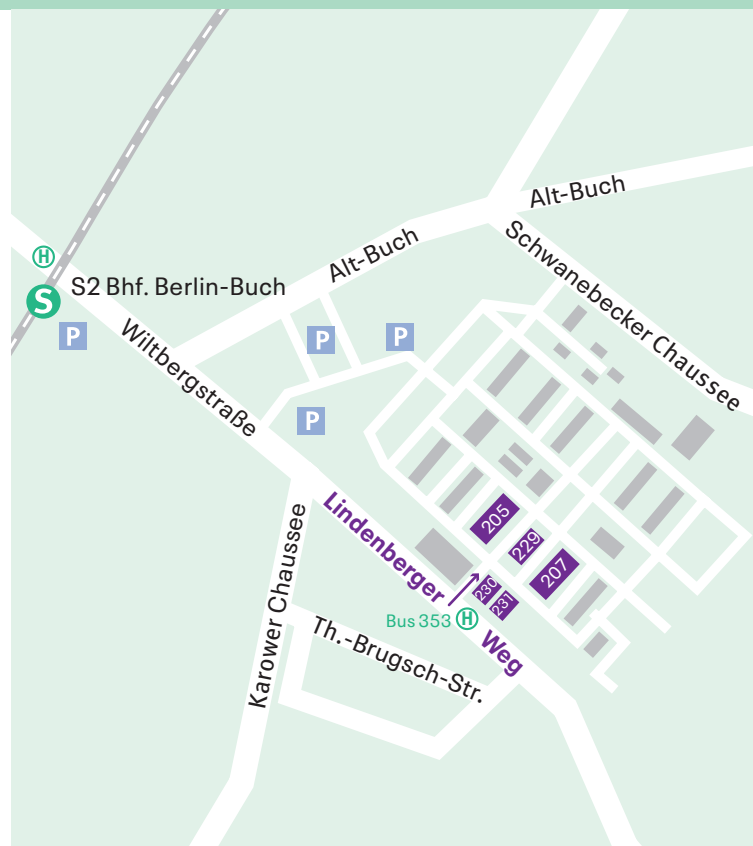 Alt-Buch
Alt-Buch
Schwanebecker Chaussee
H
S2 Bhf. Berlin-Buch
S
P
P
P
P
Wiltbergstraße
Lindenberger
Weg
205
229
207
230
231
Bus 353 H
Karower Chaussee
Th.-Brugsch-Str.